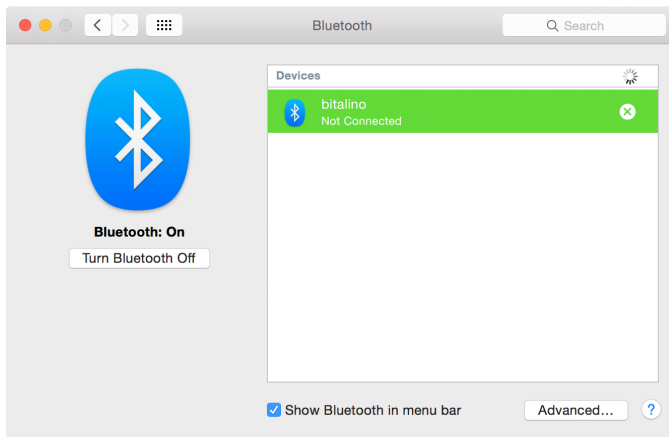 Bluetooth
Search
Devices
bitalino
Not Connected
Bluetooth: On
Turn Bluetooth Off
Show Bluetooth in menu bar
Advanced...
?